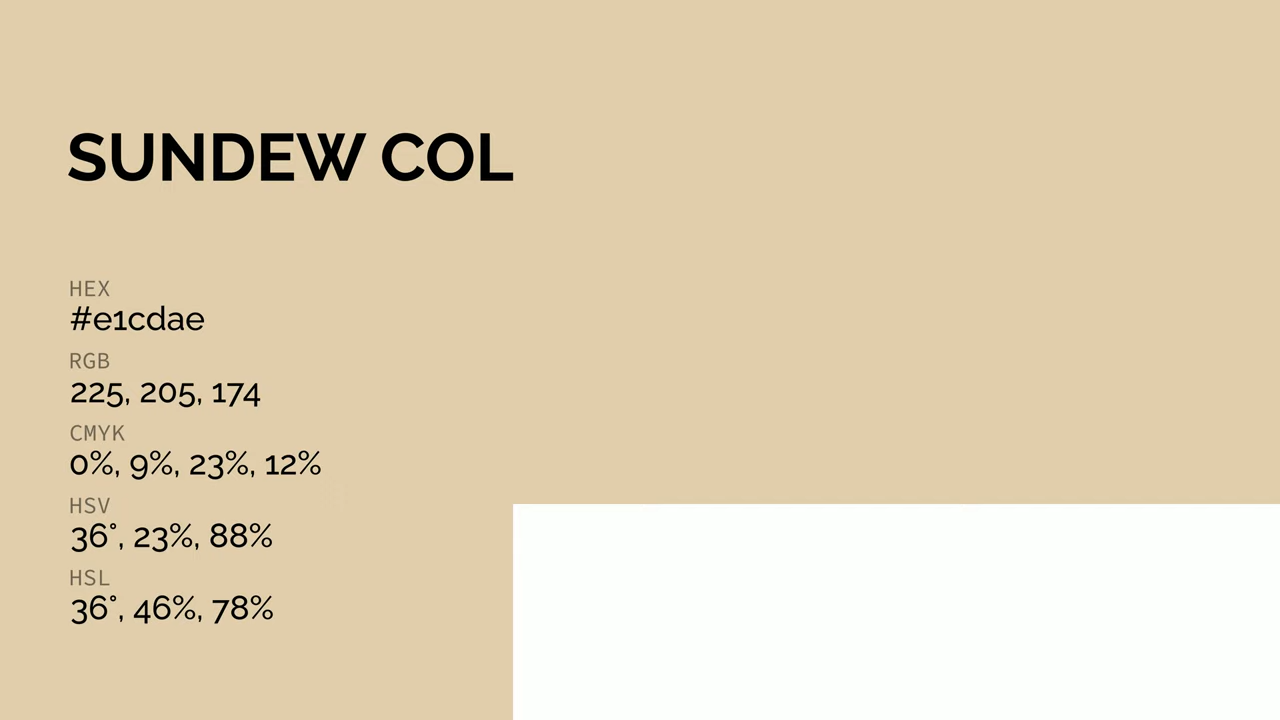 SUNDEW COL
HEX
#e1cdae
RGB
225, 205, 174
CMYK
0%, 9%, 23%, 12%
HSV
36°, 23%, 88%
HSL
36°, 46%, 78%